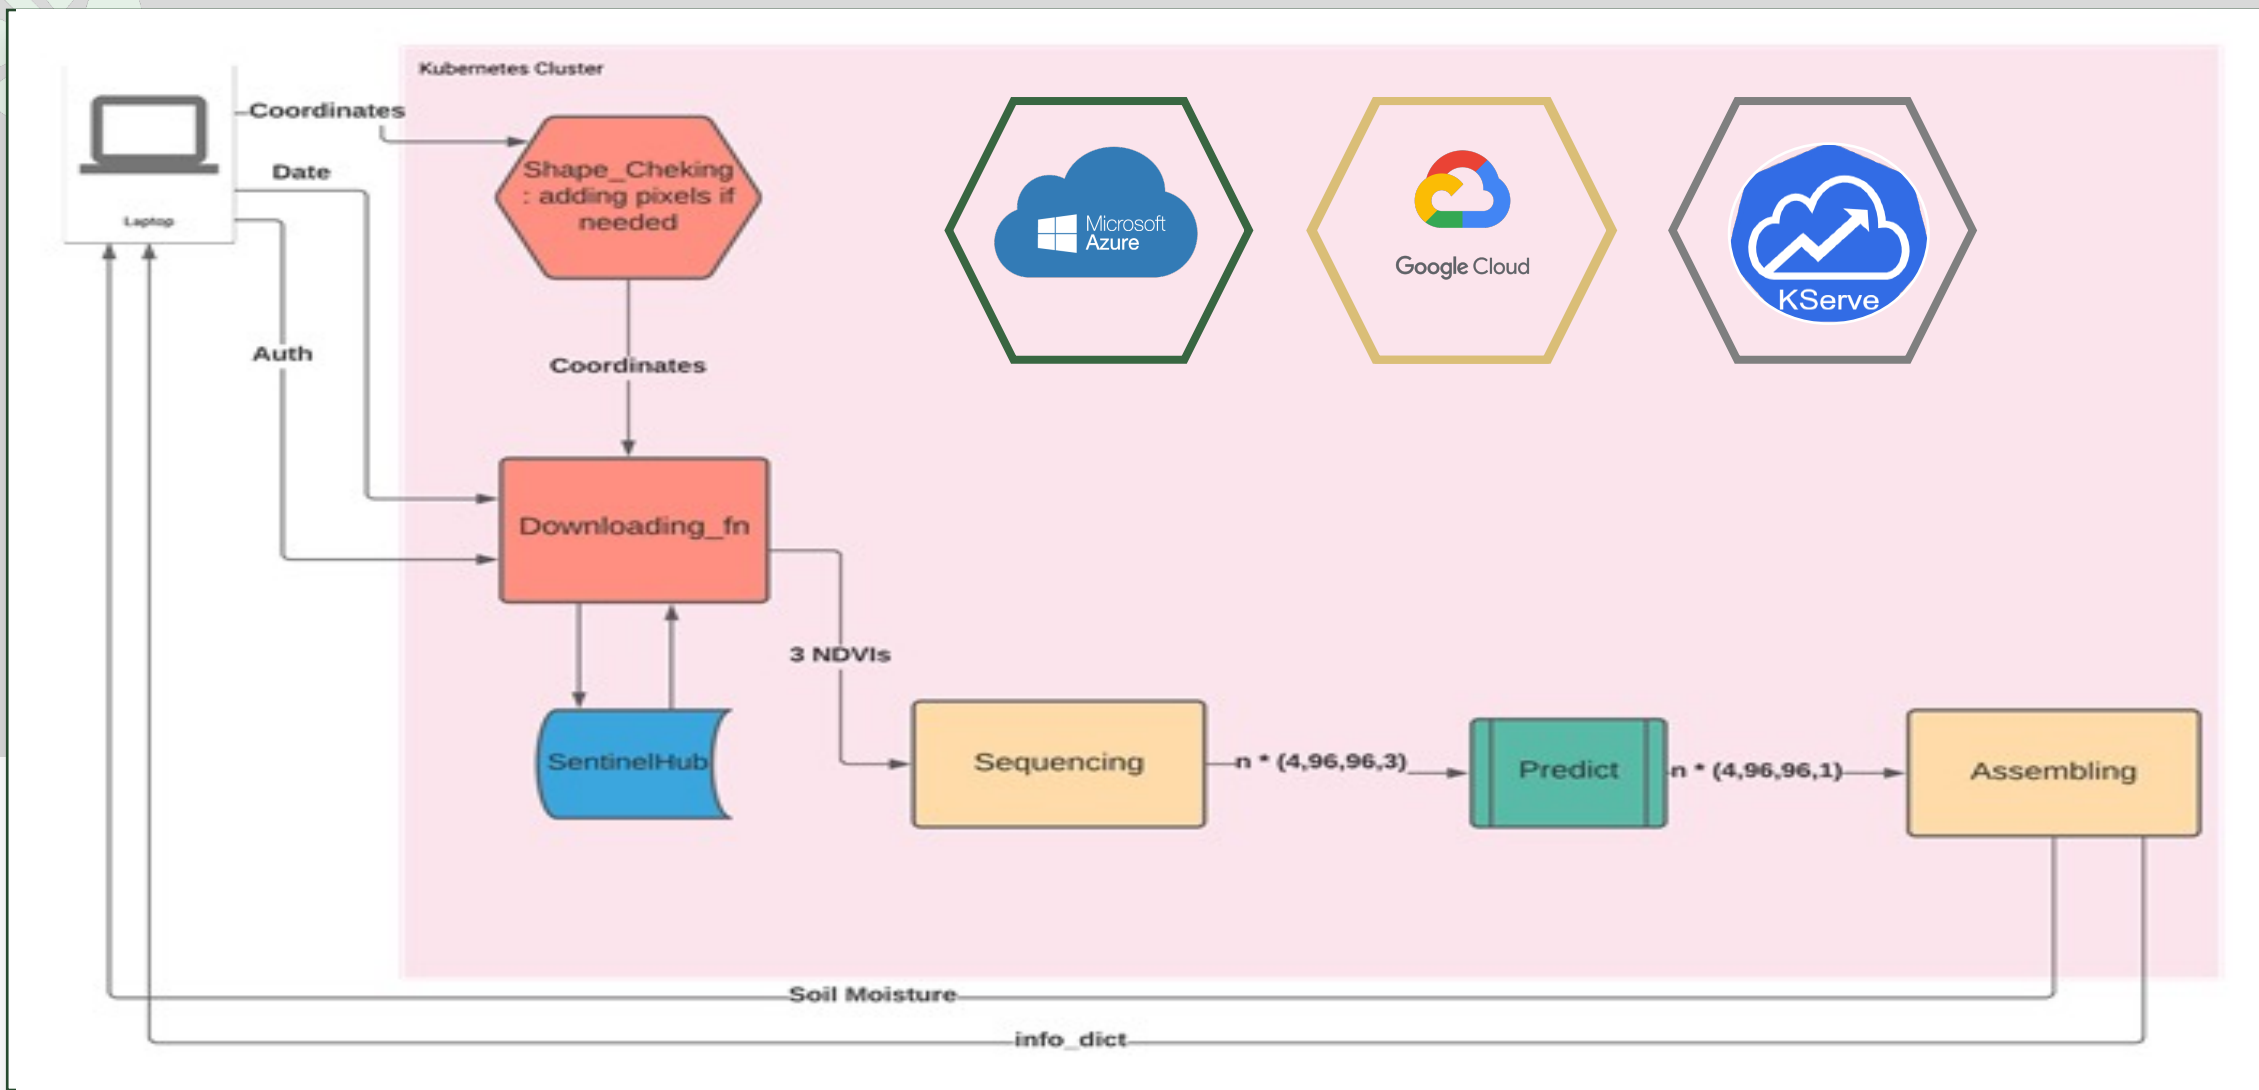 Kubernetes Cluster
Coordinates
Date
Laptop
Auth
Shape_Cheking
: adding pixels if
needed
Coordinates
Microsoft
Azure
Google Cloud
KServe
Downloading_fn
3 NDVIs
SentinelHub
Sequencing
n * (4,96,96,3)
Predict
n * (4,96,96,1)
Assembling
Soil Moisture
info_dict